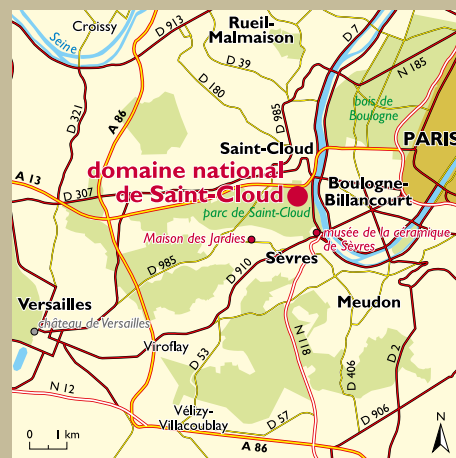 Croissy
D 913
Rueil-
Malmaison
D 7
Seine
D 39
N 185
D 180
A 86
D 321
D 985
bois de
Boulogne
Saint-Cloud
PARIS
domaine national
de Saint-Cloud
A 13
D 307
Boulogne-
Billancourt
parc de Saint-Cloud
Maison des Jardies
musée de la céramique
de Sèvres
Sèvres
D 985
D 910
Versailles
château de Versailles
Meudon
Viroflay
D 53
N 118
D 406
D 2
N 12
Vélizy-
Villacoublay
D 57
D 906
A 86
0 1 km
N